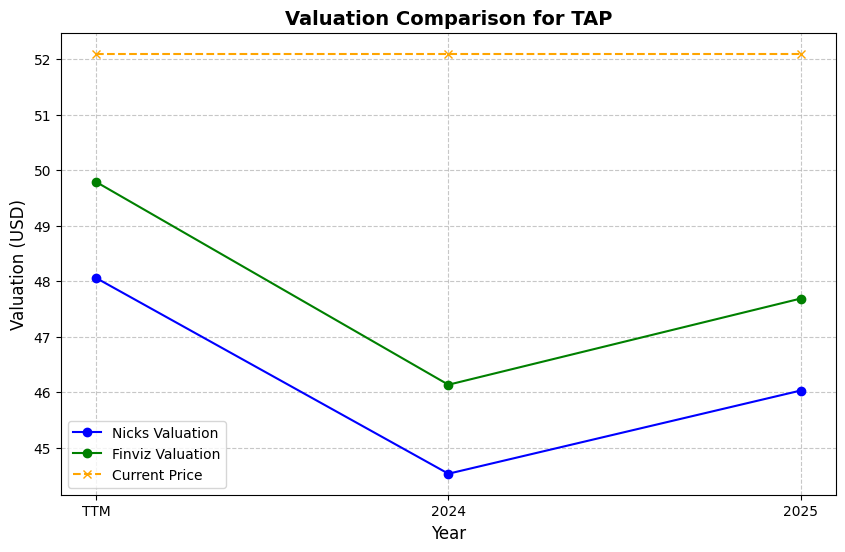 Valuation Comparison for TAP
Valuation (USD)
52
51
50
49
48
47
46
45
Nicks Valuation
Finviz Valuation
Current Price
TTM
2024
2025
Year